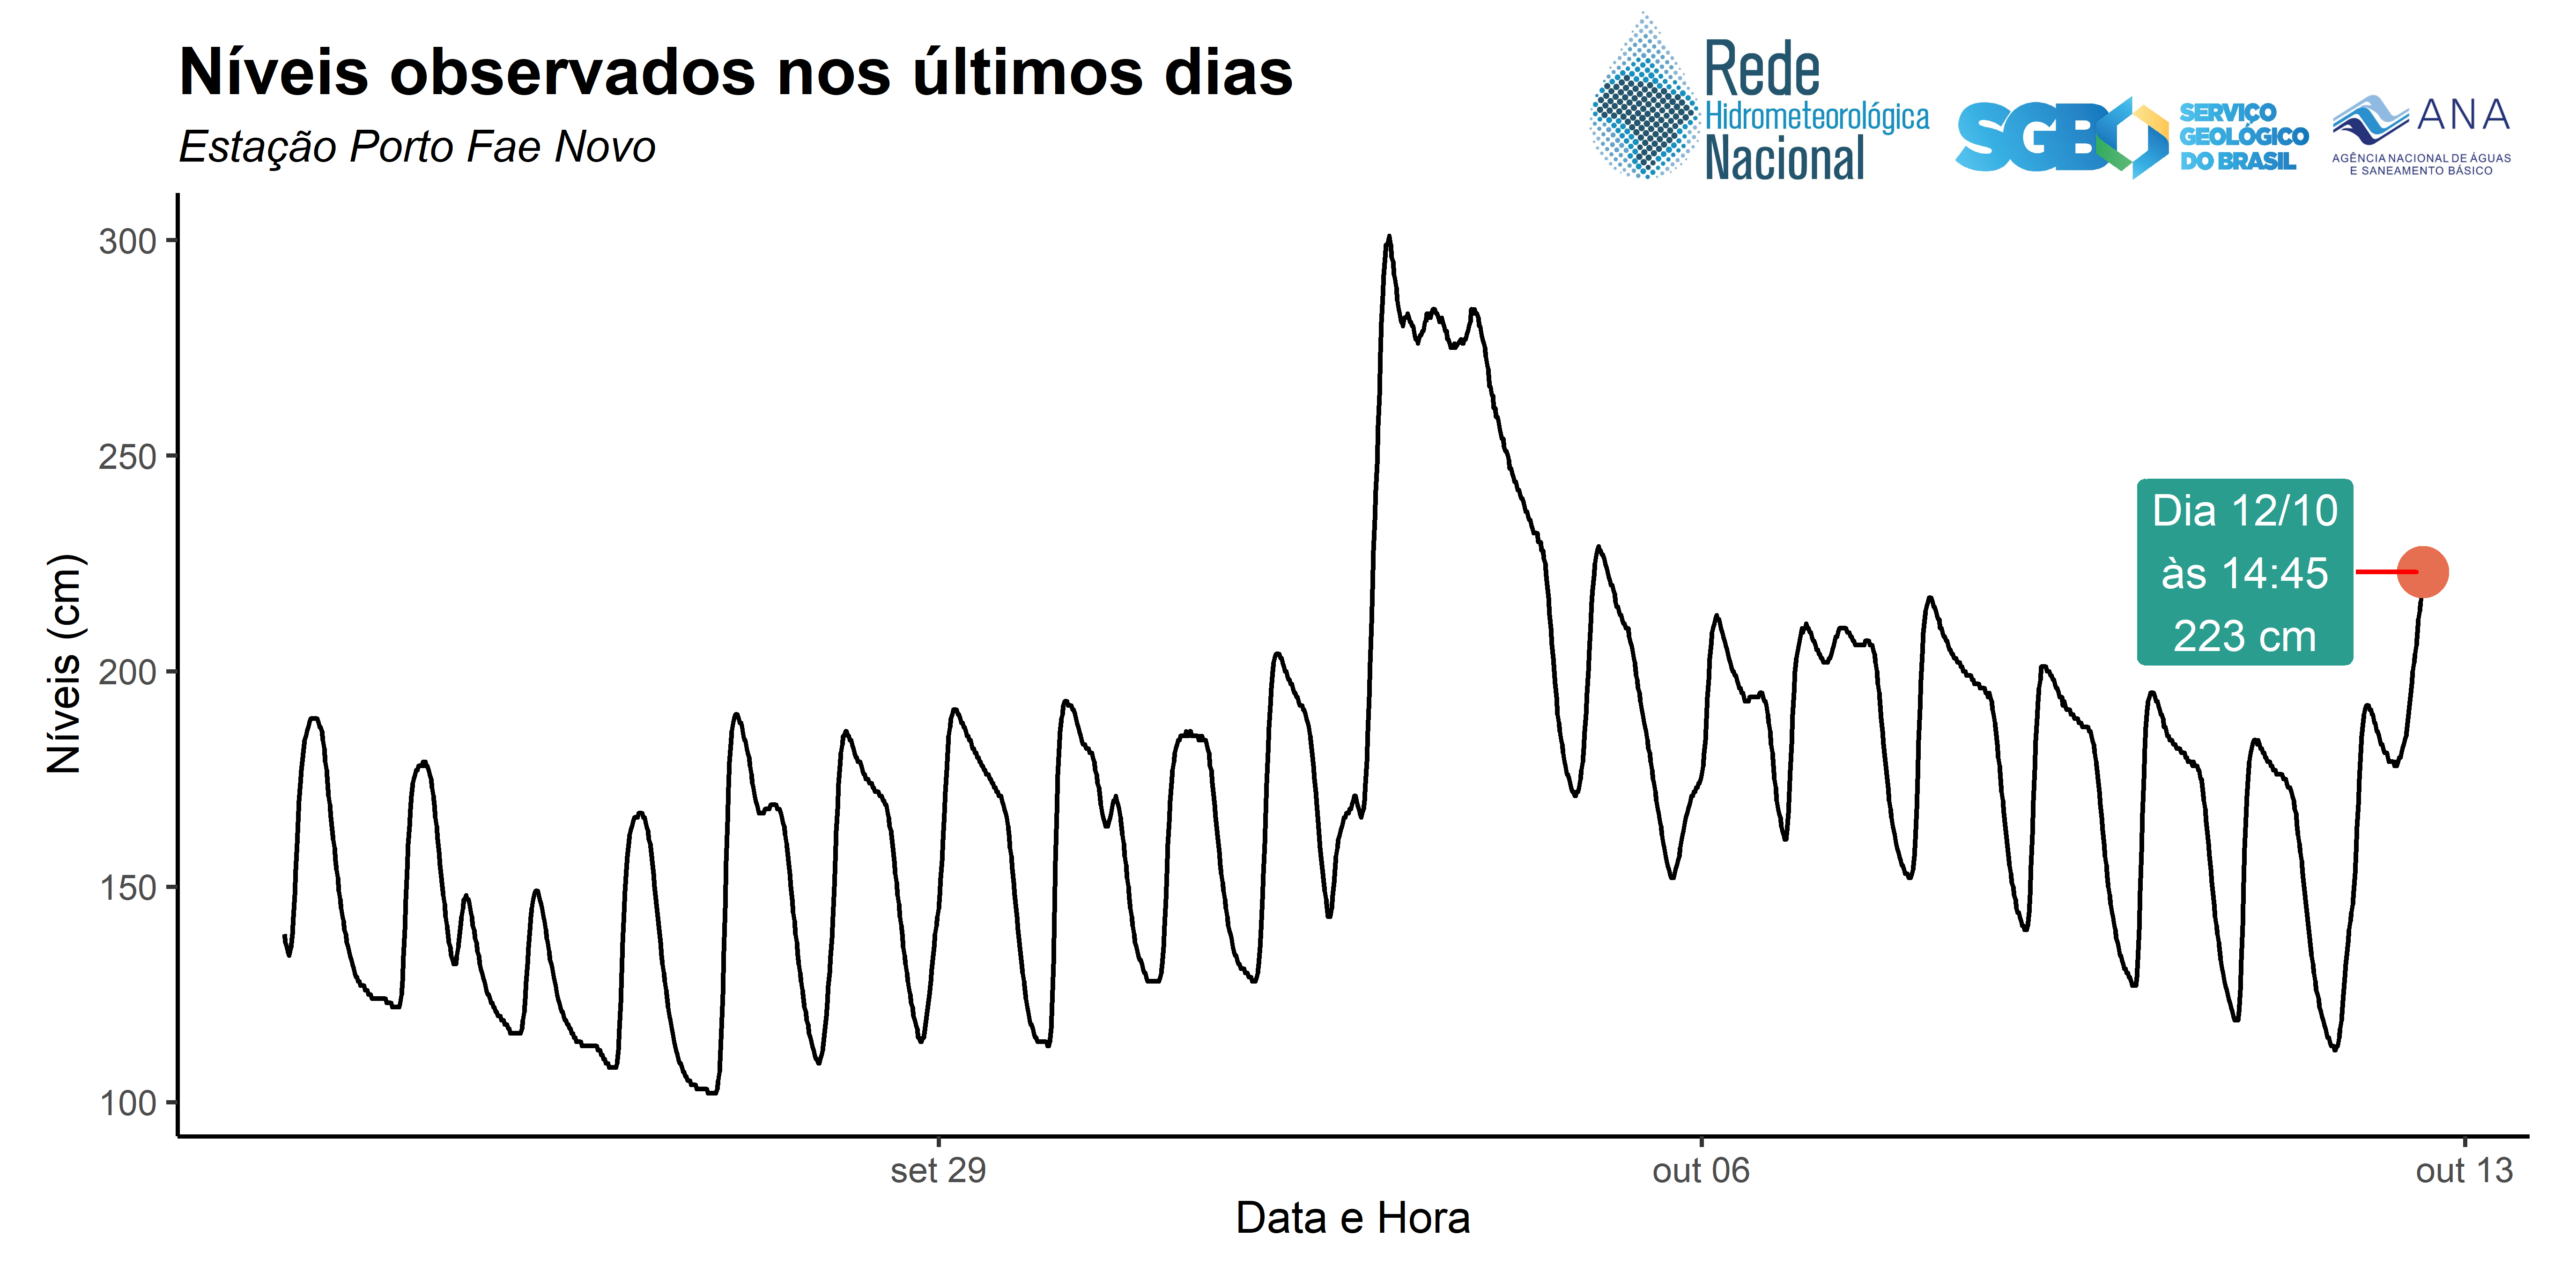 Níveis observados nos últimos dias
Estação Porto Fae Novo
Rede
Hidrometeorológica
Nacional
SGB
SERVIÇO
GEOLÓGICO
DO BRASIL
ANA
AGÊNCIA NACIONAL DE ÁGUAS
E SANEAMENTO BÁSICO
Níveis (cm)
300
250
200
150
100
Dia 12/10
às 14:45
223 cm
set 29
out 06
out 13
Data e Hora